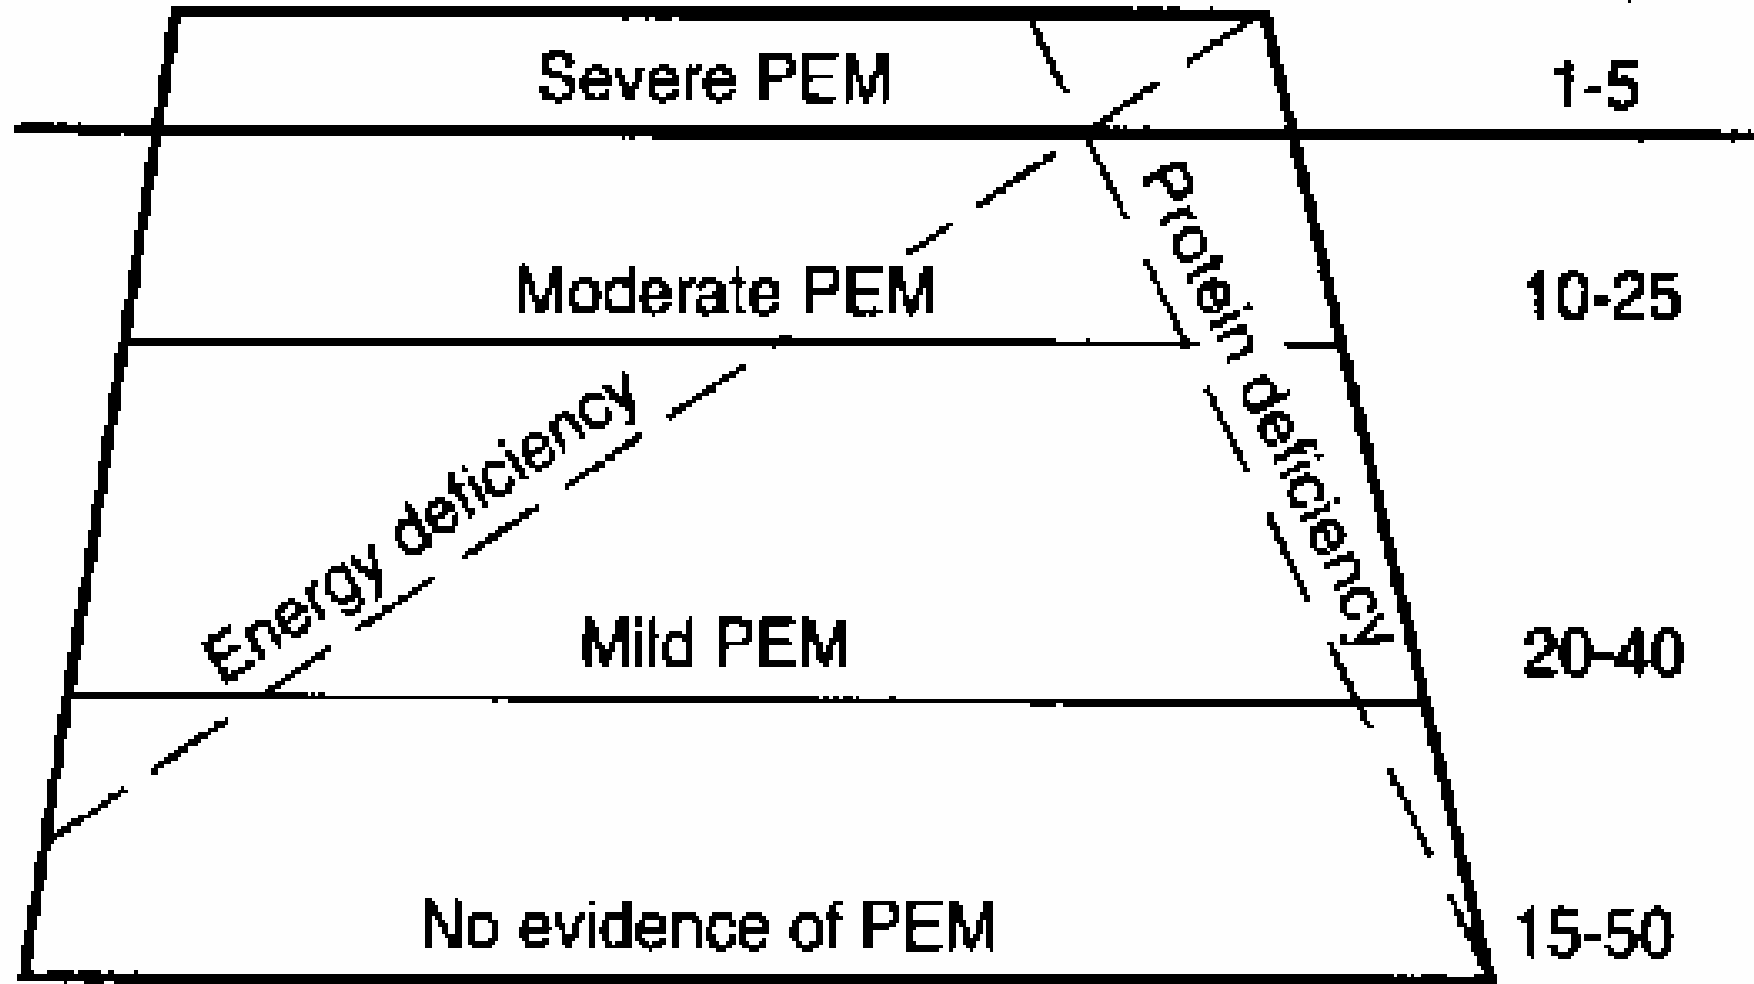 Severe PEM 1-5
Moderate PEM 10-25
Protein deficiency
Energy deficiency
Mild PEM 20-40
No evidence of PEM 15-50